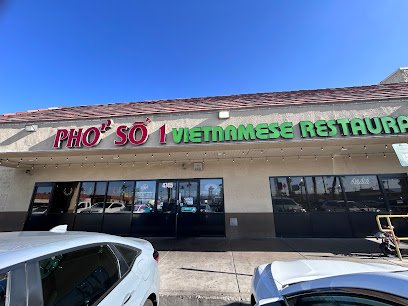 PHỞ SỐ 1 VIETNAMESE RESTAURA